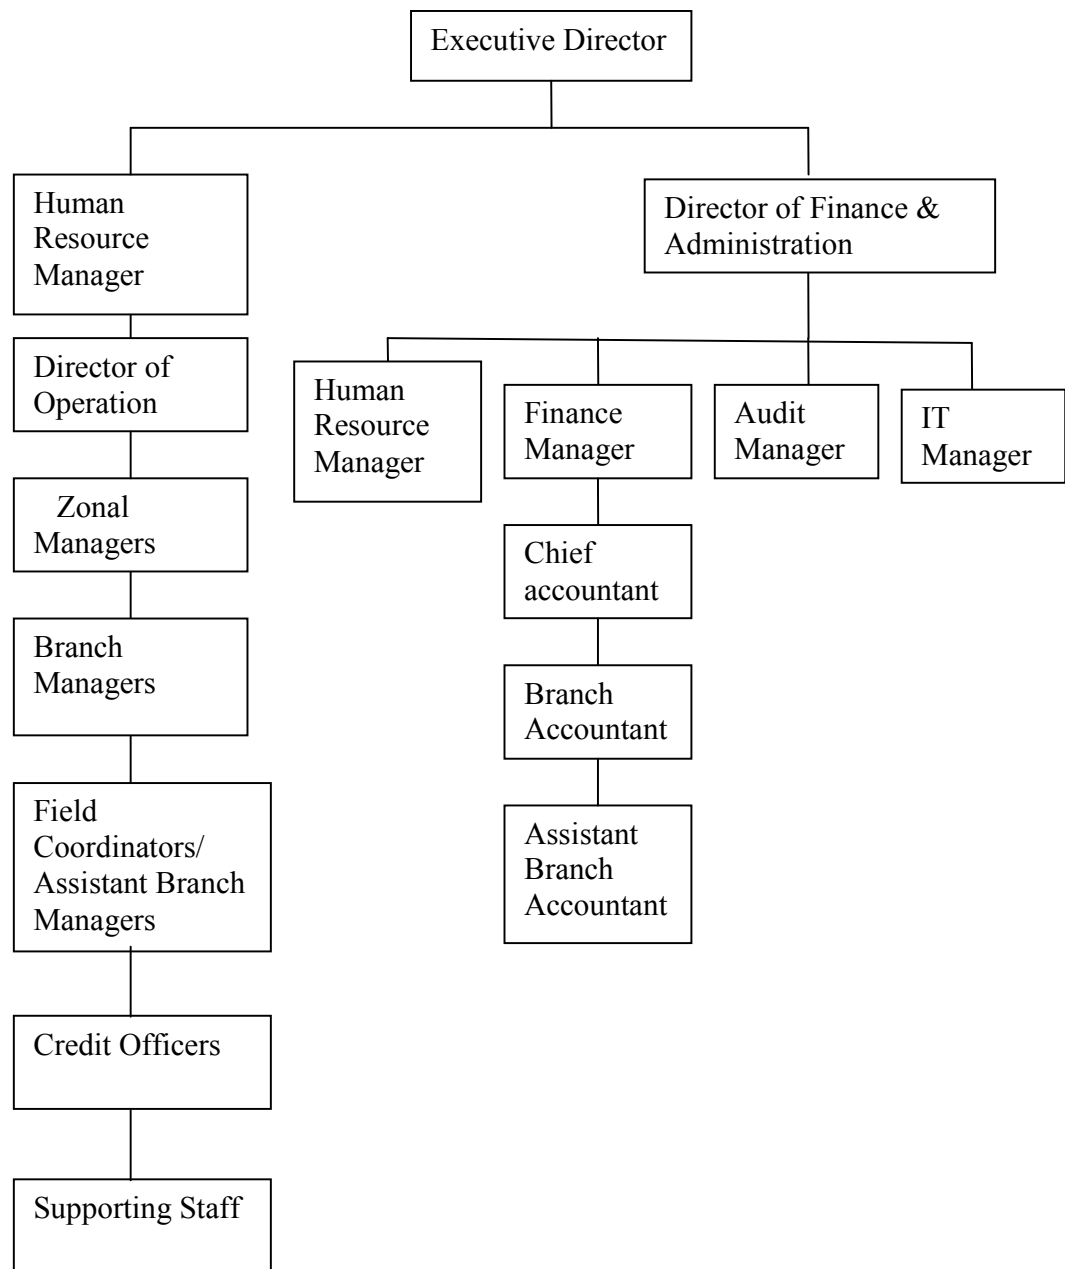 Executive Director
Human
Resource
Manager
Director of Finance &
Administration
Director of
Operation
Human
Resource
Manager
Finance
Manager
Audit
Manager
IT
Manager
Zonal
Managers
Chief
accountant
Branch
Managers
Branch
Accountant
Field
Coordinators/
Assistant Branch
Managers
Assistant
Branch
Accountant
Credit Officers
Supporting Staff